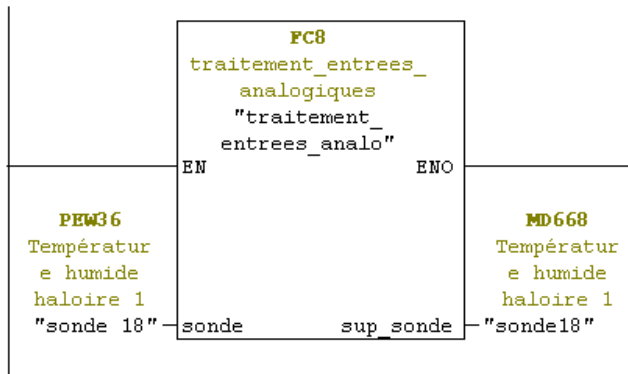 FC8
traitement_entrees_
analogiques
"traitement_
entrees_analo"
EN ENO
PEW36
Températur
e humide
haloire 1
"sonde 18"
sonde
MD668
Températur
e humide
haloire 1
sup_sonde
"sonde18"